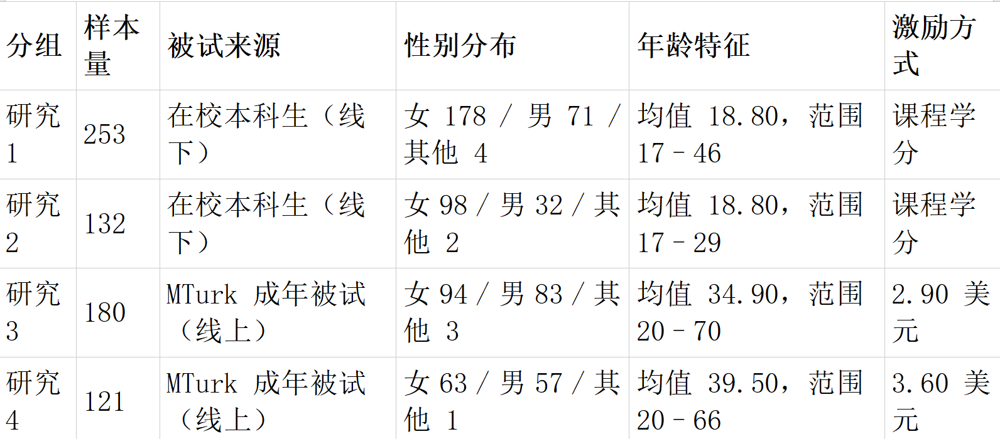 分组 样本量 被试来源 性别分布 年龄特征 激励方式
研究1 253 在校本科生（线下） 女 178 / 男 71 / 其他 4 均值 18.80，范围 17–46 课程学分
研究2 132 在校本科生（线下） 女 98 / 男 32 / 其他 2 均值 18.80，范围 17–29 课程学分
研究3 180 MTurk 成年被试（线上） 女 94 / 男 83 / 其他 3 均值 34.90，范围 20–70 2.90 美元
研究4 121 MTurk 成年被试（线上） 女 63 / 男 57 / 其他 1 均值 39.50，范围 20–66 3.60 美元